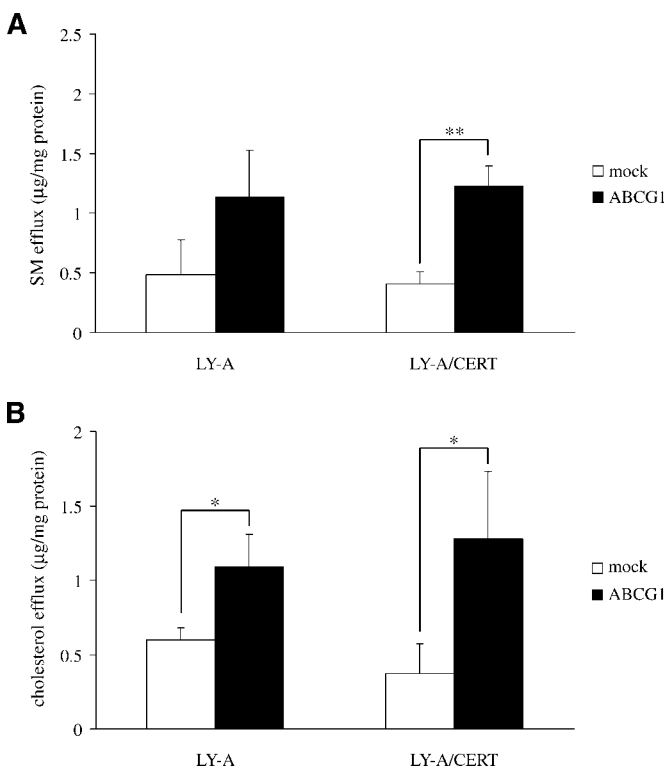 A
2.5
2
1.5
1
0.5
0
SM efflux (μg/mg protein)
**
mock
ABCG1
LY-A
LY-A/CERT
B
2
1.5
1
0.5
0
cholesterol efflux (μg/mg protein)
*
*
mock
ABCG1
LY-A
LY-A/CERT